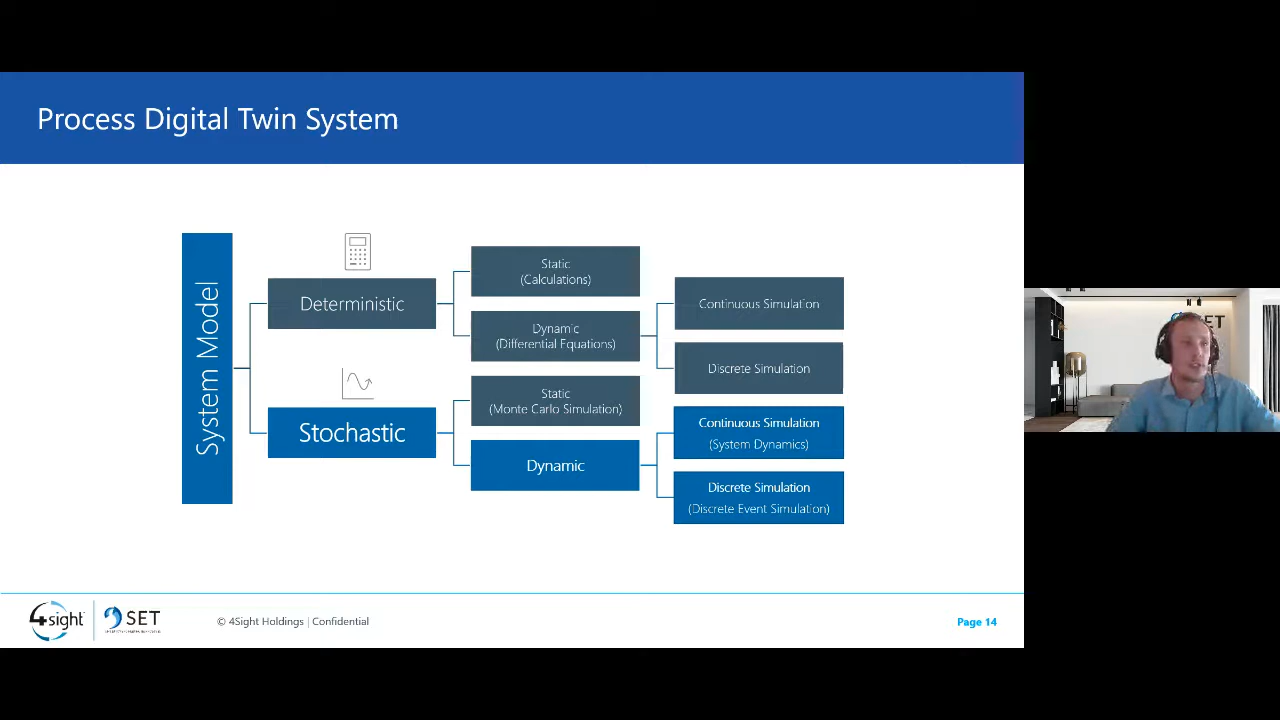 Process Digital Twin System
System Model
Deterministic
Stochastic
Static
(Calculations)
Dynamic
(Differential Equations)
Static
(Monte Carlo Simulation)
Dynamic
Continuous Simulation
Discrete Simulation
Continuous Simulation
(System Dynamics)
Discrete Simulation
(Discrete Event Simulation)
4sight
SET
© 4Sight Holdings | Confidential
Page 14
SET